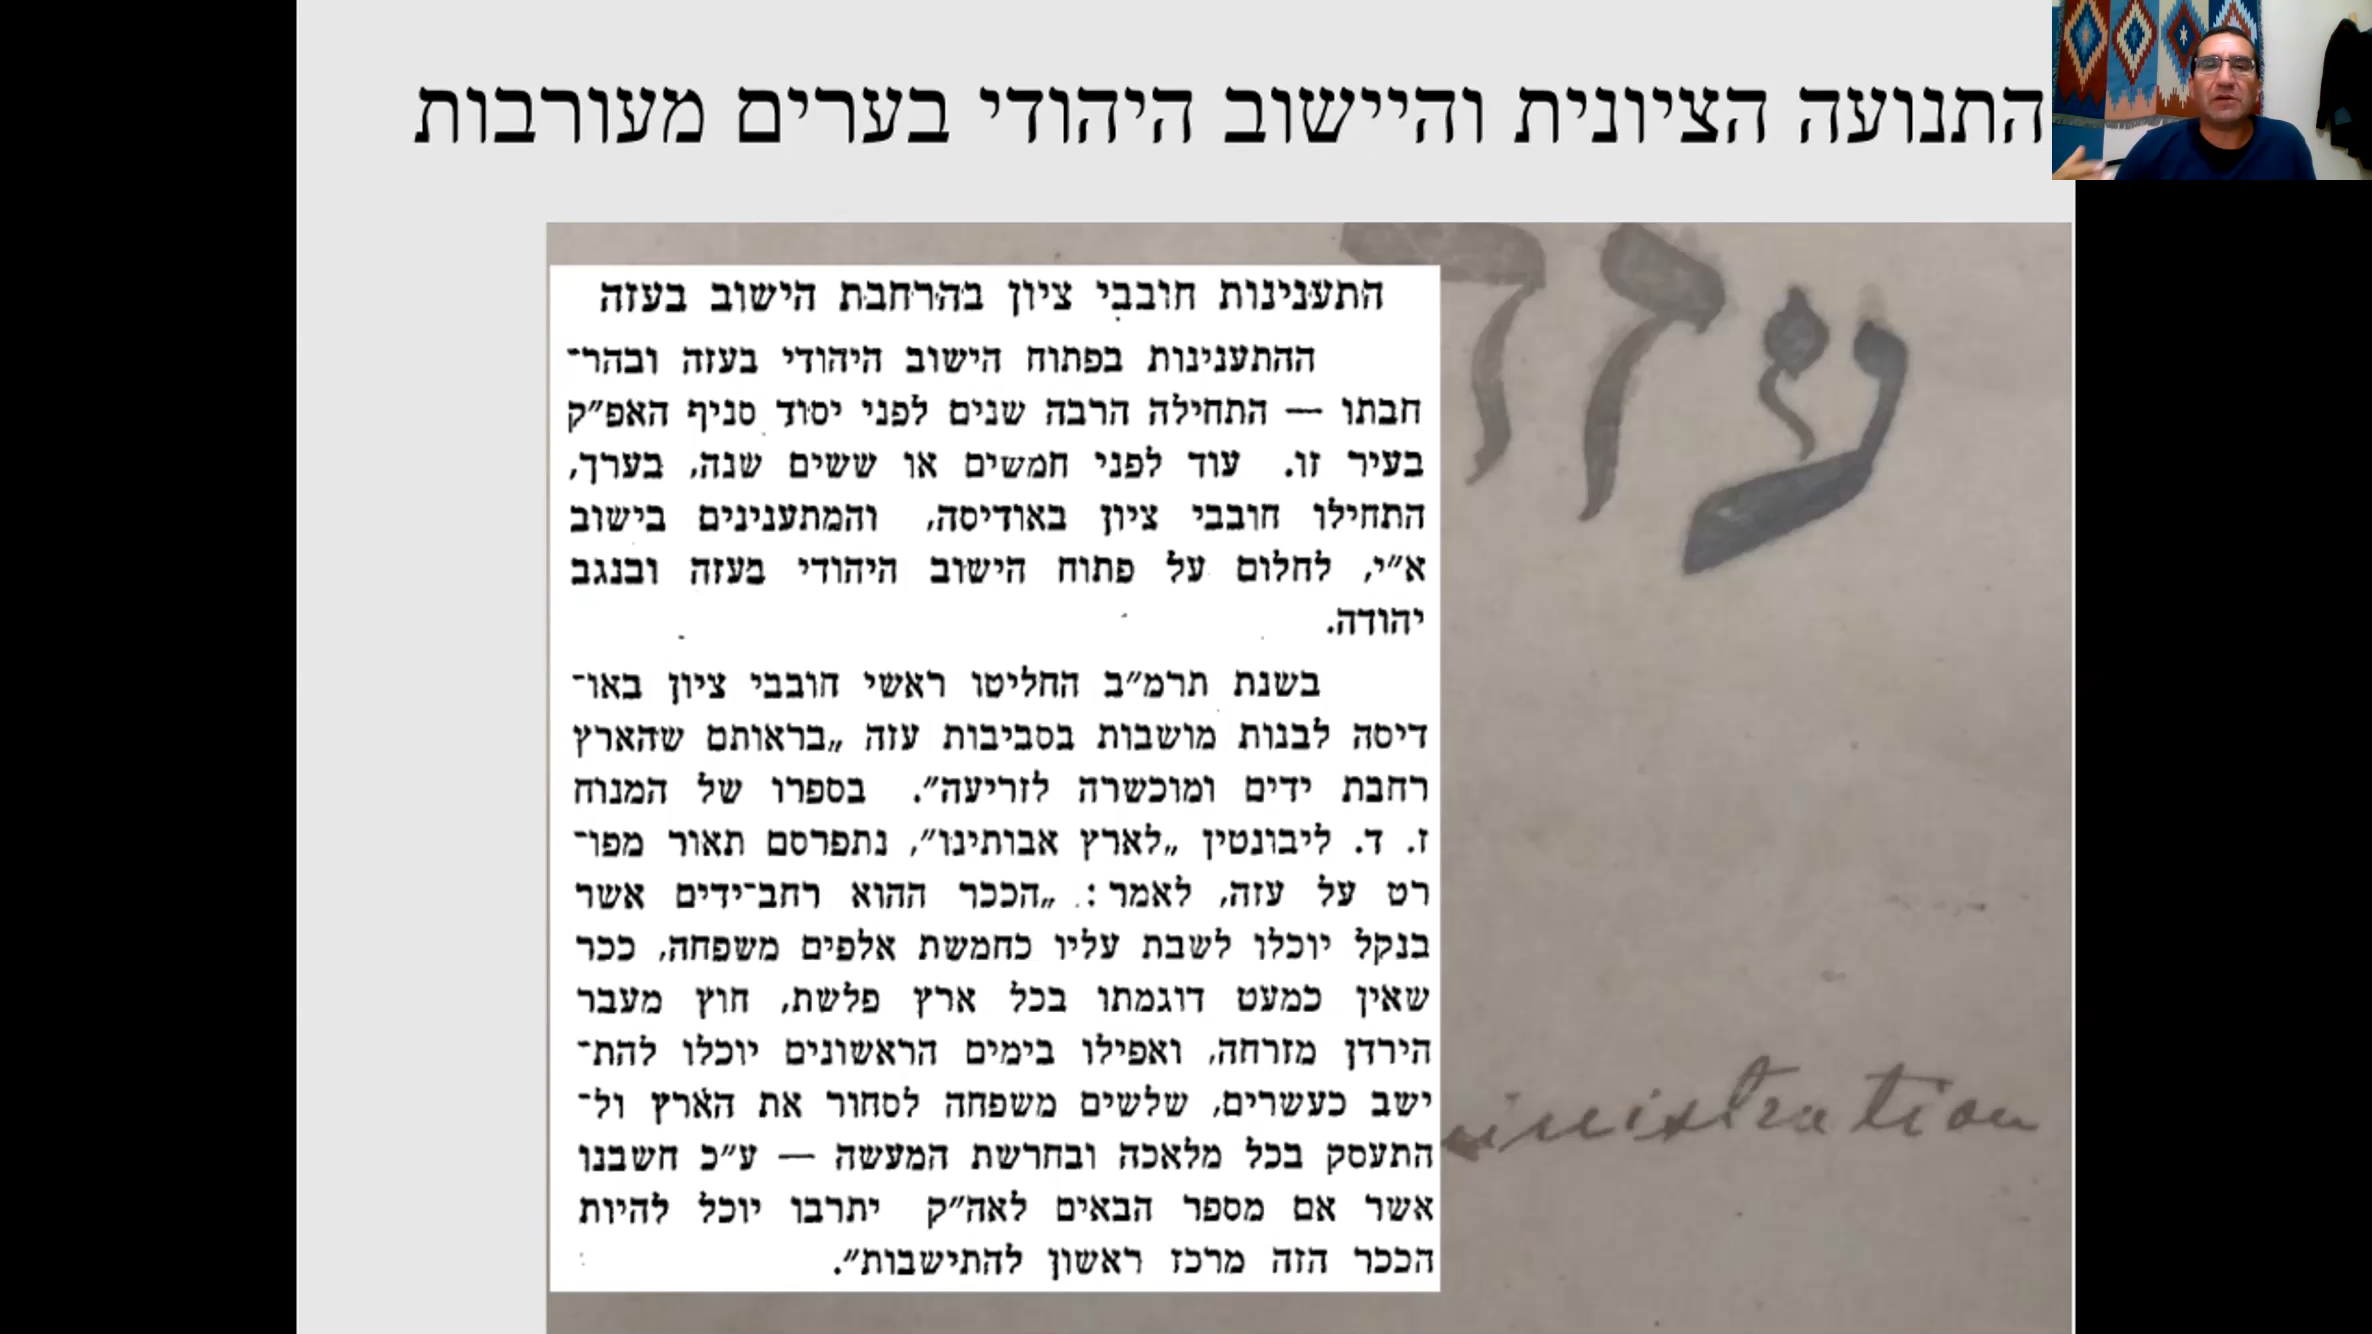 התנועה הציונית והיישוב היהודי בערים מעורבות
התענינות חובבי ציון בהרחבת הישוב בעזה
ההתענינות בפתוח הישוב היהודי בעזה ובהר־
חבתו — התחילה הרבה שנים לפני יסוד סניף האפ״ק
בעיר זו. עוד לפני חמשים או ששים שנה, בערך,
התחילו חובבי ציון באודיסה, והמתענינים בישוב
א״י, לחלום על פתוח הישוב היהודי בעזה ובנגב
יהודה.
בשנת תרמ״ב החליטו ראשי חובבי ציון באו־
דיסה לבנות מושבות בסביבות עזה „בראותם שהארץ
רחבת ידים ומוכשרה לזריעה״. בספרו של המנוח
ז. ד. ליבונטין „לארץ אבותינו״, נתפרסם תאור מפו־
רט על עזה, לאמר: „הככר ההוא רחב־ידים אשר
בנקל יוכלו לשבת עליו כחמשת אלפים משפחה, ככר
שאין כמעט דוגמתו בכל ארץ פלשת, חוץ מעבר
הירדן מזרחה, ואפילו בימים הראשונים יוכלו להת־
ישב כעשרים, שלשים משפחה לסחור את הארץ ול־
התעסק בכל מלאכה ובחרשת המעשה — ע״כ חשבנו
אשר אם מספר הבאים לאה״ק יתרבו יוכל להיות
הככר הזה מרכז ראשון להתישבות״.
inistration